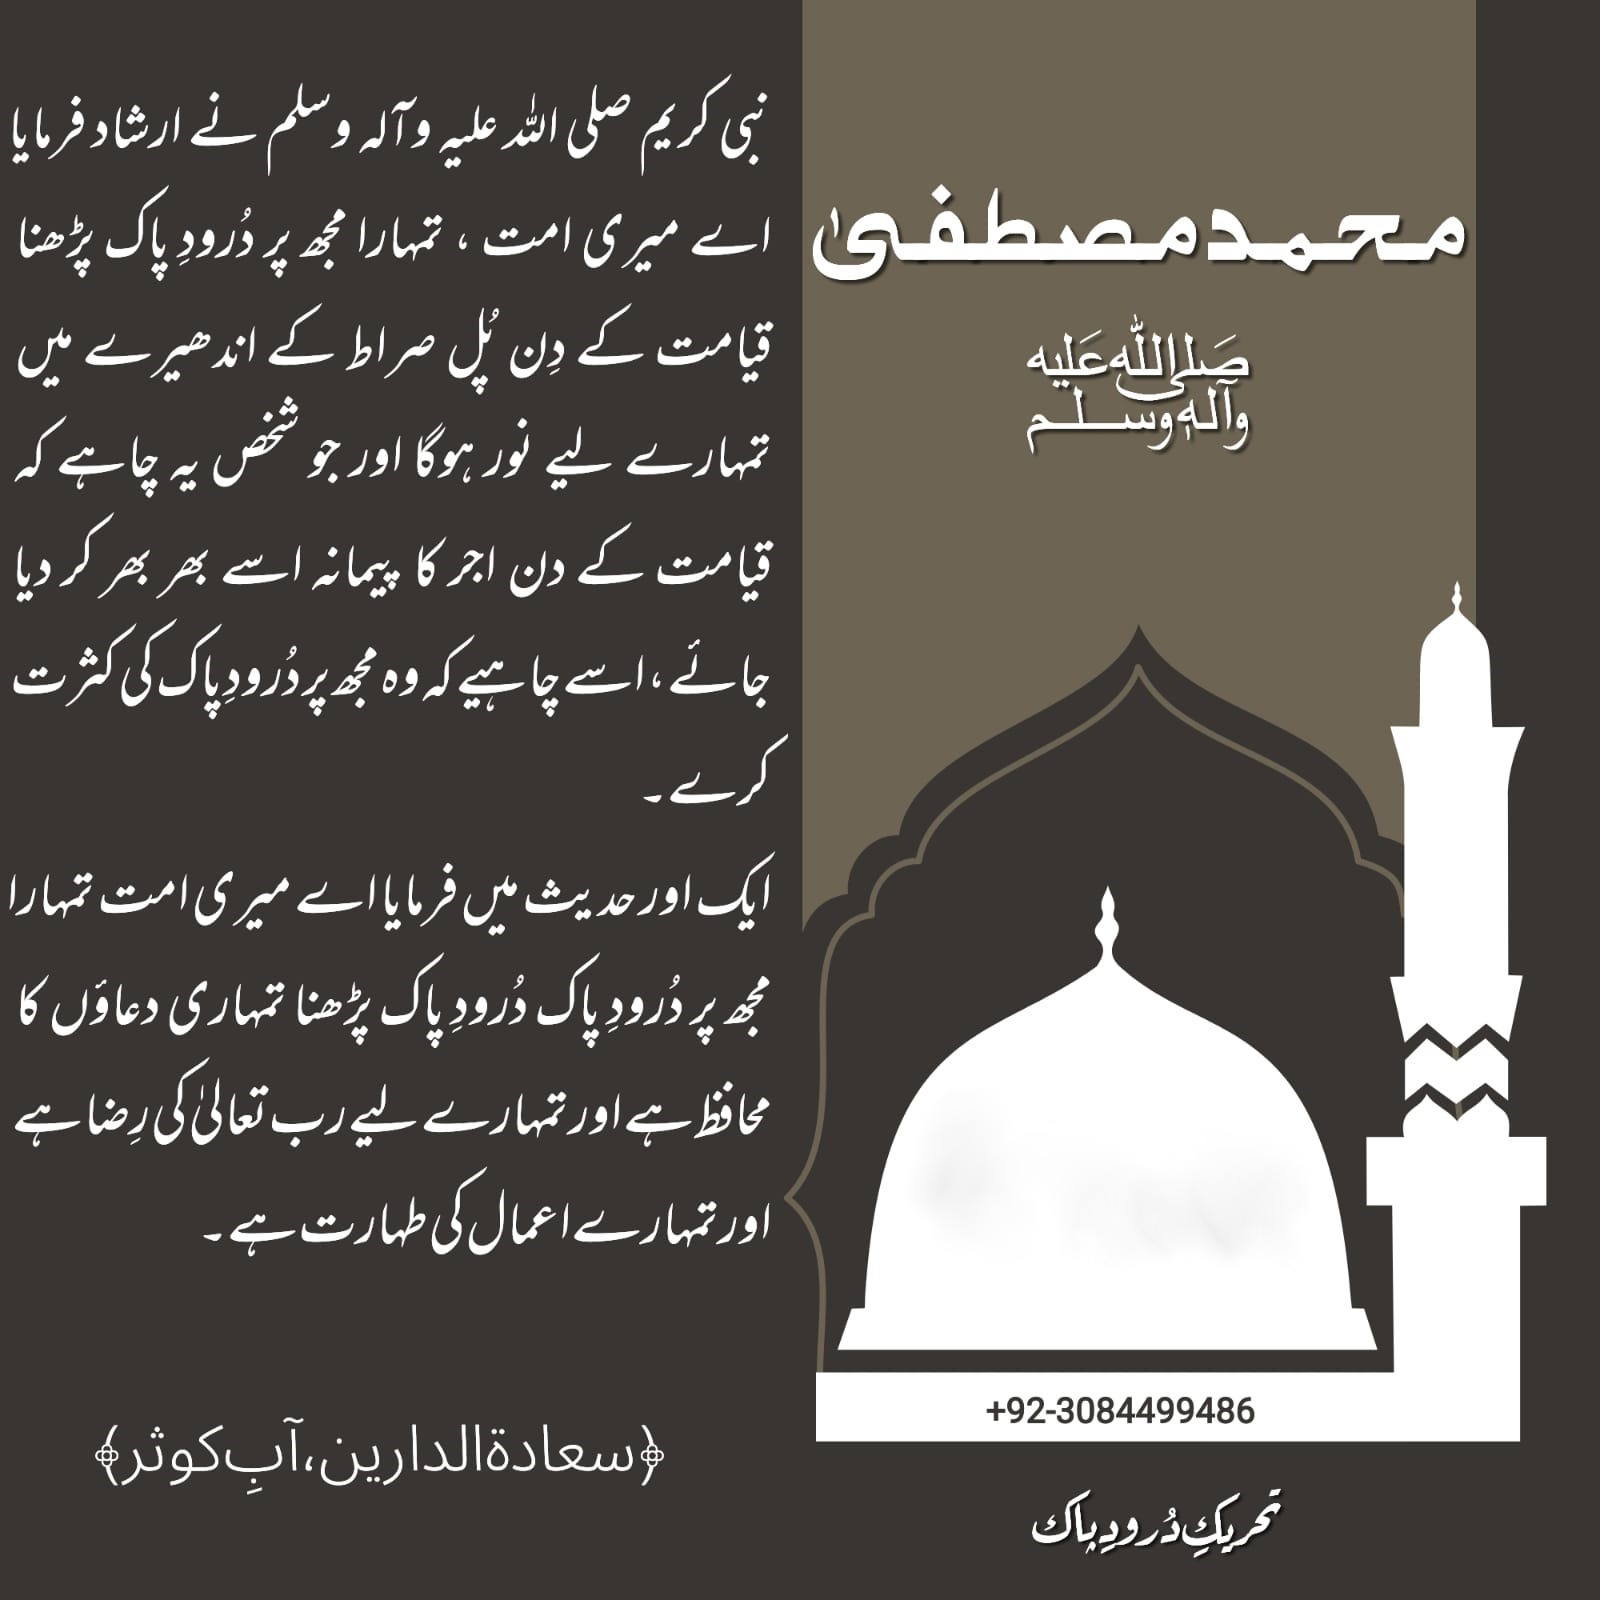 محمد مصطفیٰ
صَلی اللہ عَلیہ
وآلہٖ وسلم
نبی کریم صلی اللہ علیہ وآلہ وسلم نے ارشاد فرمایا
اے میری امت ، تمہارا مجھ پر دُرودِ پاک پڑھنا
قیامت کے دِن پُل صراط کے اندھیرے میں
تمہارے لیے نور ہوگا اور جو شخص یہ چاہے کہ
قیامت کے دن اجر کا پیمانہ اسے بھر بھر کر دیا
جائے، اسے چاہیے کہ وہ مجھ پر دُرودِ پاک کی کثرت
کرے۔
ایک اور حدیث میں فرمایا اے میری امت تمہارا
مجھ پر دُرودِ پاک دُرودِ پاک پڑھنا تمہاری دعاؤں کا
محافظ ہے اور تمہارے لیے رب تعالیٰ کی رِضا ہے
اور تمہارے اعمال کی طہارت ہے۔
﴿سعادۃالدارین، آبِ کوثر﴾
+92-3084499486
تحریکِ دُرودِ پاک